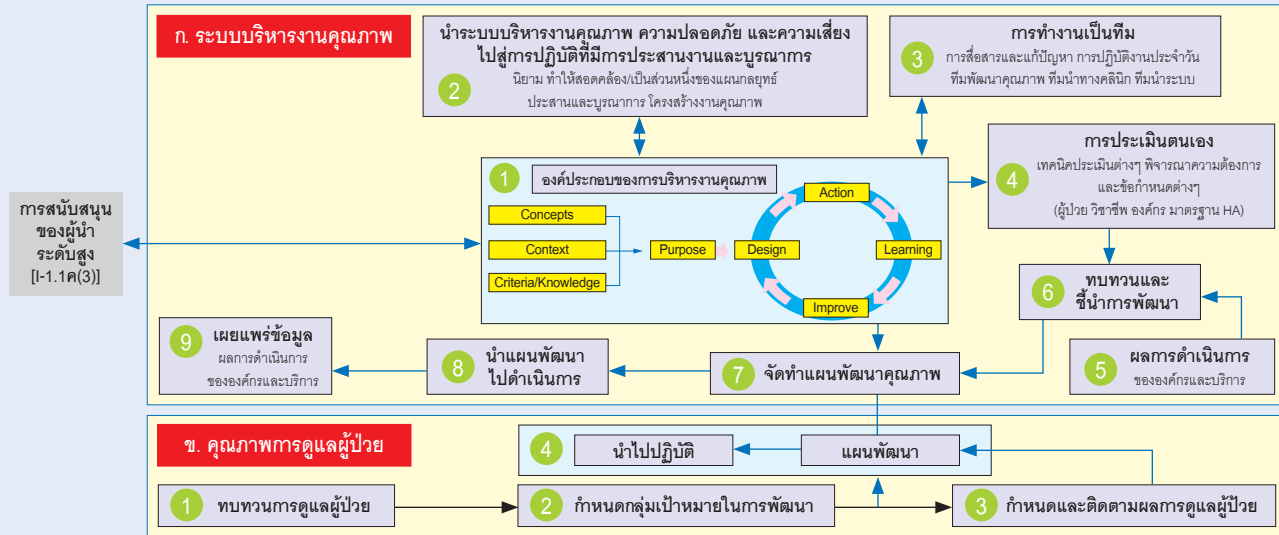 ก. ระบบบริหารงานคุณภาพ
นำระบบบริหารงานคุณภาพ ความปลอดภัย และความเสี่ยง
ไปสู่การปฏิบัติที่มีการประสานงานและบูรณาการ
2
นิยาม ทำให้สอดคล้อง/เป็นส่วนหนึ่งของแผนกลยุทธ์
ประสานและบูรณาการ โครงสร้างงานคุณภาพ
การทำงานเป็นทีม
3
การสื่อสารและแก้ปัญหา การปฏิบัติงานประจำวัน
ทีมพัฒนาคุณภาพ ทีมนำทางคลินิก ทีมนำระบบ
การสนับสนุน
ของผู้นำ
ระดับสูง
[I-1.1ค(3)]
1
องค์ประกอบของการบริหารงานคุณภาพ
Concepts
Context
Criteria/Knowledge
Purpose
Design
Action
Learning
Improve
การประเมินตนเอง
4
เทคนิคประเมินต่างๆ พิจารณาความต้องการ
และข้อกำหนดต่างๆ
(ผู้ป่วย วิชาชีพ องค์กร มาตรฐาน HA)
6
ทบทวนและ
ชี้นำการพัฒนา
5
ผลการดำเนินการ
ขององค์กรและบริการ
7
จัดทำแผนพัฒนาคุณภาพ
8
นำแผนพัฒนา
ไปดำเนินการ
9
เผยแพร่ข้อมูล
ผลการดำเนินการ
ขององค์กรและบริการ
ข. คุณภาพการดูแลผู้ป่วย
4
นำไปปฏิบัติ
แผนพัฒนา
1 ทบทวนการดูแลผู้ป่วย
2 กำหนดกลุ่มเป้าหมายในการพัฒนา
3 กำหนดและติดตามผลการดูแลผู้ป่วย